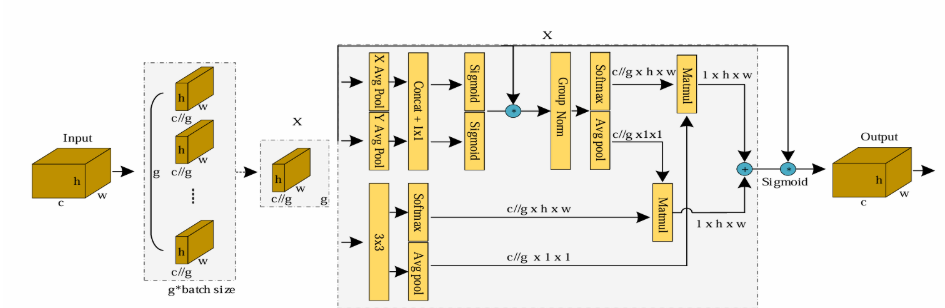 Input
h
w
c
g
h
w
c//g
h
w
c//g
h
w
c//g
g*batch size
X
h
w
c//g
g
X
X Avg Pool
Y Avg Pool
Concat + 1x1
Sigmoid
Sigmoid
*
Group Norm
Softmax
Avg pool
c//g x h x w
c//g x1x1
Matmul
1 x h x w
3x3
Softmax
Avg pool
c//g x h x w
c//g x 1 x 1
Matmul
1 x h x w
+
Sigmoid
*
Output
h
w
c